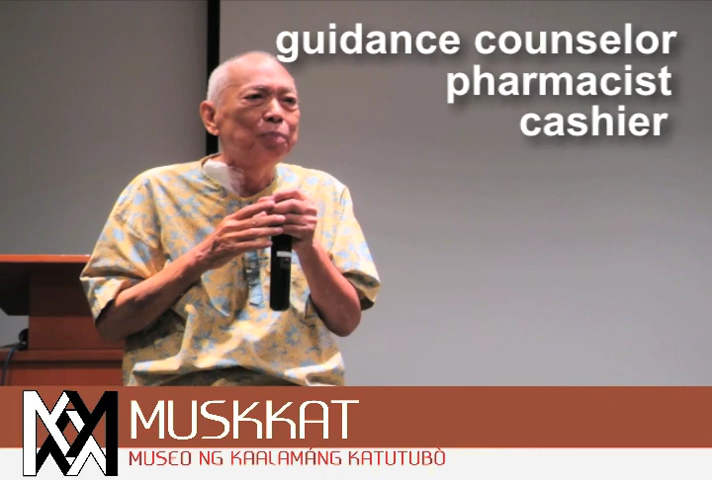 guidance counselor
pharmacist
cashier
MUSKKAT
MUSEO NG KAALAMÁNG KATUTUBÒ